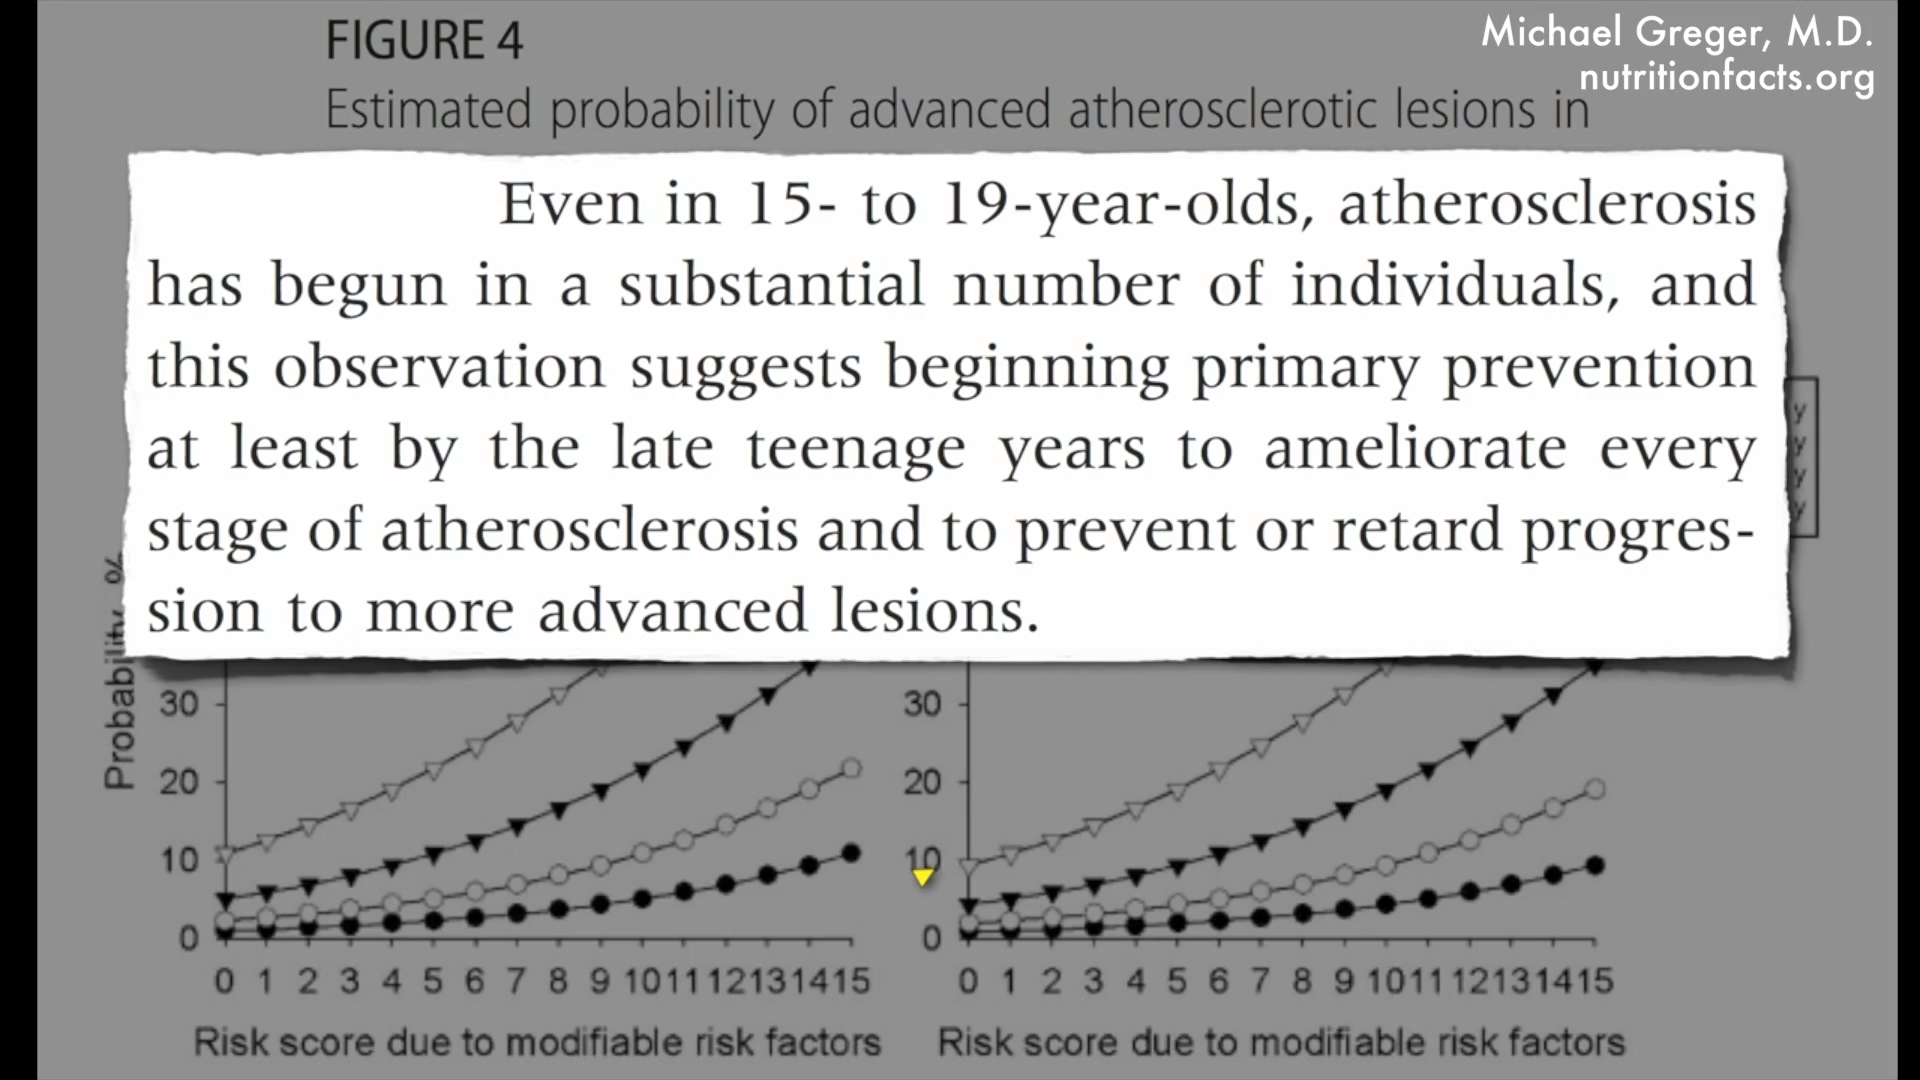 FIGURE 4
Michael Greger, M.D.
nutritionfacts.org
Estimated probability of advanced atherosclerotic lesions in
Even in 15- to 19-year-olds, atherosclerosis
has begun in a substantial number of individuals, and
this observation suggests beginning primary prevention
at least by the late teenage years to ameliorate every
stage of atherosclerosis and to prevent or retard progres-
sion to more advanced lesions.
y
y
y
y
Probability, %
30
20
10
0
0 1 2 3 4 5 6 7 8 9 10 11 12 13 14 15
Risk score due to modifiable risk factors
30
20
10
0
0 1 2 3 4 5 6 7 8 9 10 11 12 13 14 15
Risk score due to modifiable risk factors